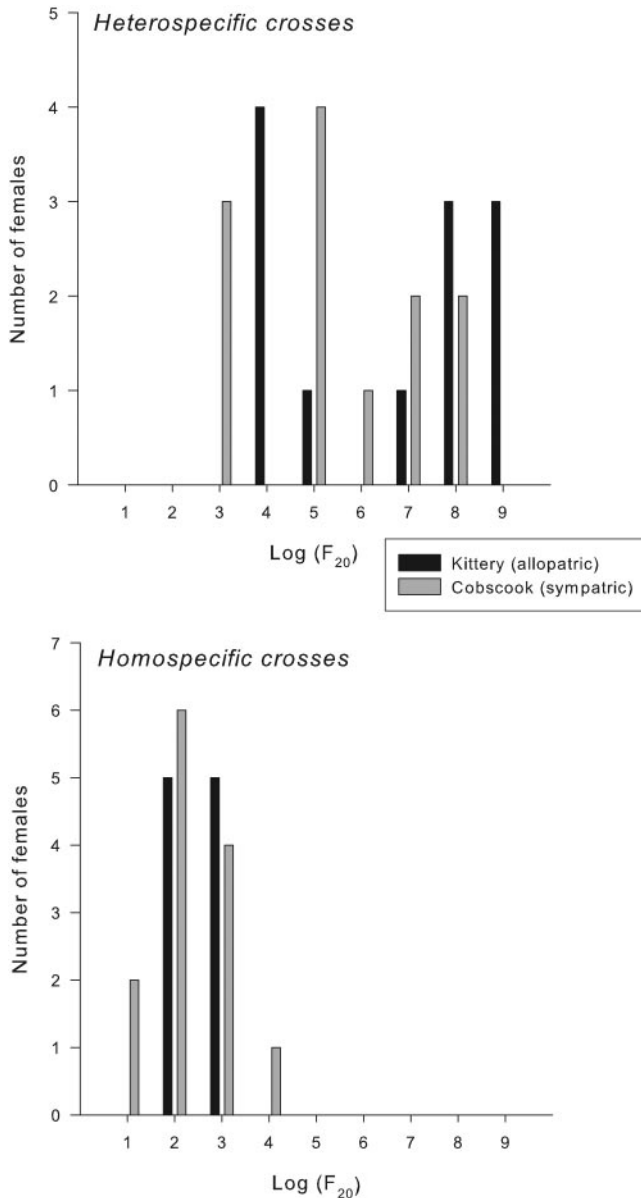 Heterospecific crosses
Number of females
5
4
3
2
1
0
1 2 3 4 5 6 7 8 9
Log (F20)
Kittery (allopatric)
Cobscook (sympatric)
Homospecific crosses
Number of females
7
6
5
4
3
2
1
0
1 2 3 4 5 6 7 8 9
Log (F20)